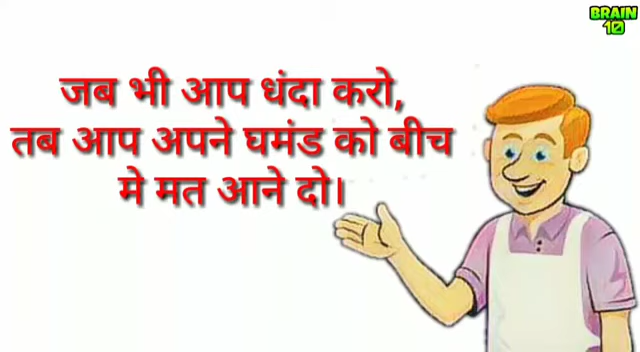 BRAIN
10
जब भी आप धंदा करो,
तब आप अपने घमंड को बीच
मे मत आने दो।